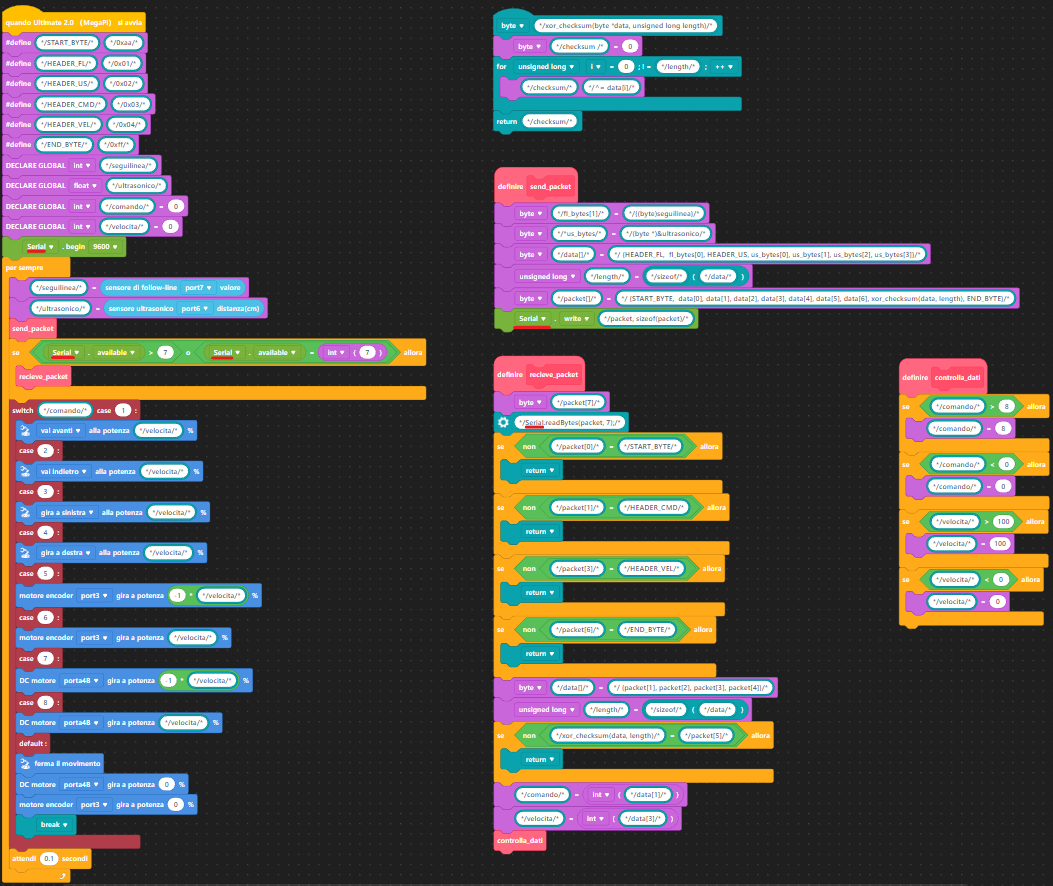 quando Ultimate 2.0 (MegaPi) si avvia
#define */START_BYTE/* */0xaa/*
#define */HEADER_FL/* */0x01/*
#define */HEADER_US/* */0x02/*
#define */HEADER_CMD/* */0x03/*
#define */HEADER_VEL/* */0x04/*
#define */END_BYTE/* */0xff/*
DECLARE GLOBAL int */seguilinea/*
DECLARE GLOBAL float */ultrasonico/*
DECLARE GLOBAL int */comando/* = 0
DECLARE GLOBAL int */velocita/* = 0
Serial . begin 9600
per sempre
*/seguilinea/* = sensore di follow-line port7 valore
*/ultrasonico/* = sensore ultrasonico port6 distanza(cm)
send_packet
se Serial . available > 7 o Serial . available = int ( 7 ) allora
recieve_packet
switch */comando/* case 1 :
vai avanti alla potenza */velocita/* %
case 2 :
vai indietro alla potenza */velocita/* %
case 3 :
gira a sinistra alla potenza */velocita/* %
case 4 :
gira a destra alla potenza */velocita/* %
case 5 :
motore encoder port3 gira a potenza -1 * */velocita/* %
case 6 :
motore encoder port3 gira a potenza */velocita/* %
case 7 :
DC motore porta4B gira a potenza -1 * */velocita/* %
case 8 :
DC motore porta4B gira a potenza */velocita/* %
default :
ferma il movimento
DC motore porta4B gira a potenza 0 %
motore encoder port3 gira a potenza 0 %
break
attendi 0.1 secondi
byte */xor_checksum(byte *data, unsigned long length)/*
byte */checksum /* = 0
for unsigned long i = 0 ; i = */length/* ; ++
*/checksum/* */^= data[i]/*
return */checksum/*
definire send_packet
byte */fl_bytes[1]/* = */{(byte)seguilinea}/*
byte */*us_bytes/* = */(byte *)&ultrasonico/*
byte */data[]/* = */ {HEADER_FL, fl_bytes[0], HEADER_US, us_bytes[0], us_bytes[1], us_bytes[2], us_bytes[3]}/*
unsigned long */length/* = */sizeof/* ( */data/* )
byte */packet[]/* = */ {START_BYTE, data[0], data[1], data[2], data[3], data[4], data[5], data[6], xor_checksum(data, length), END_BYTE}/*
Serial . write */packet, sizeof(packet)/*
definire recieve_packet
byte */packet[7]/*
*/Serial.readBytes(packet, 7);/*
se non */packet[0]/* = */START_BYTE/* allora
return
se non */packet[1]/* = */HEADER_CMD/* allora
return
se non */packet[3]/* = */HEADER_VEL/* allora
return
se non */packet[6]/* = */END_BYTE/* allora
return
byte */data[]/* = */ {packet[1], packet[2], packet[3], packet[4]}/*
unsigned long */length/* = */sizeof/* ( */data/* )
se non */xor_checksum(data, length)/* = */packet[5]/* allora
return
*/comando/* = int ( */data[1]/* )
*/velocita/* = int ( */data[3]/* )
controlla_dati
definire controlla_dati
se */comando/* > 8 allora
*/comando/* = 8
se */comando/* < 0 allora
*/comando/* = 0
se */velocita/* > 100 allora
*/velocita/* = 100
se */velocita/* < 0 allora
*/velocita/* = 0